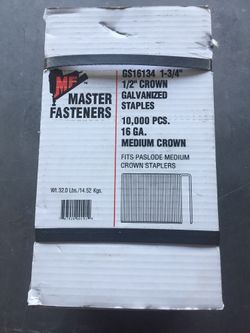 MF
MASTER
FASTENERS
GS16134 1-3/4"
1/2" CROWN
GALVANIZED
STAPLES
10,000 PCS.
16 GA.
MEDIUM CROWN
FITS PASLODE MEDIUM
CROWN STAPLERS
Wt. 32.0 Lbs./14.52 Kgs.